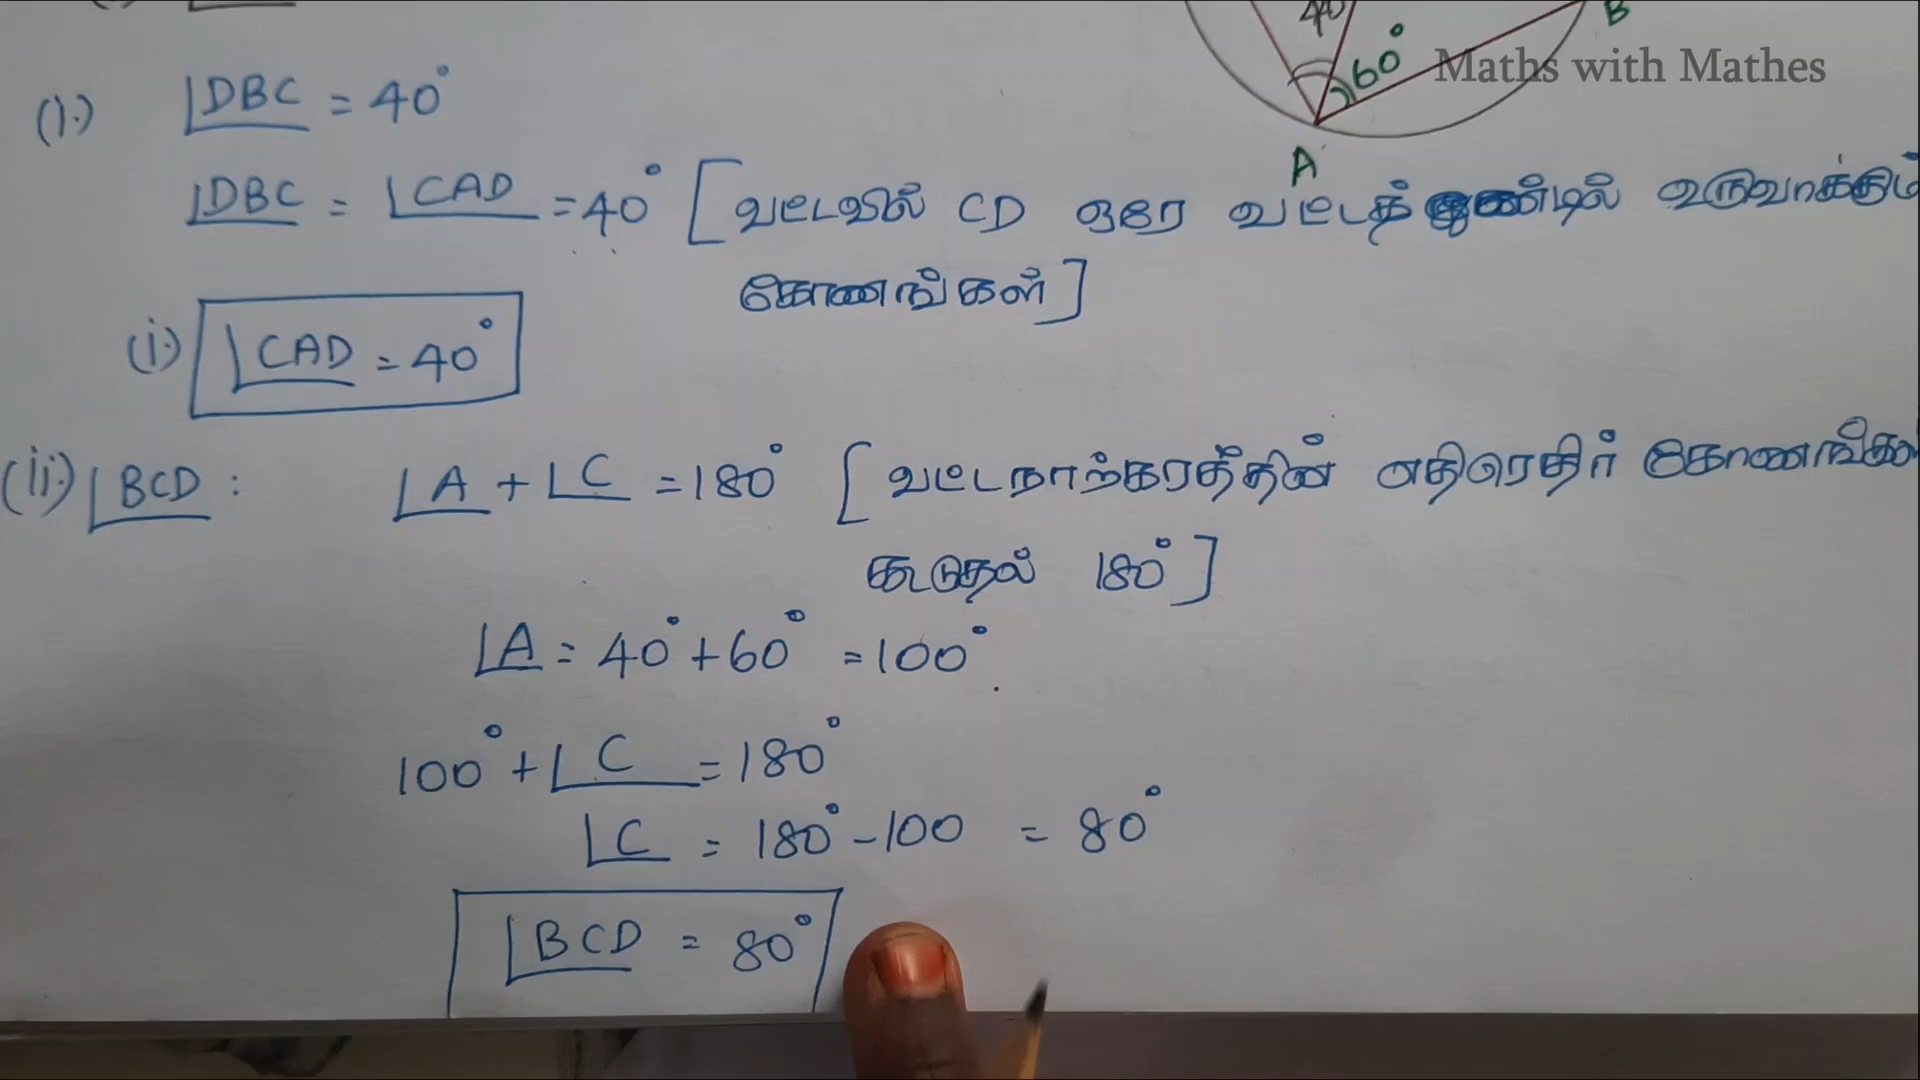 40 B
60° Maths with Mathes
A
(i.) ∠DBC = 40°
∠DBC = ∠CAD = 40° [வட்டவில் CD ஒரே வட்டத் துண்டில் உருவாக்கும்
கோணங்கள்]
(i) ∠CAD = 40°
(ii) ∠BCD : ∠A + ∠C = 180° [வட்டநாற்கரத்தின் எதிரெதிர்
கூடுதல் 180°]
∠A = 40° + 60° = 100°
100° + ∠C = 180°
∠C = 180° - 100 = 80°
∠BCD = 80°